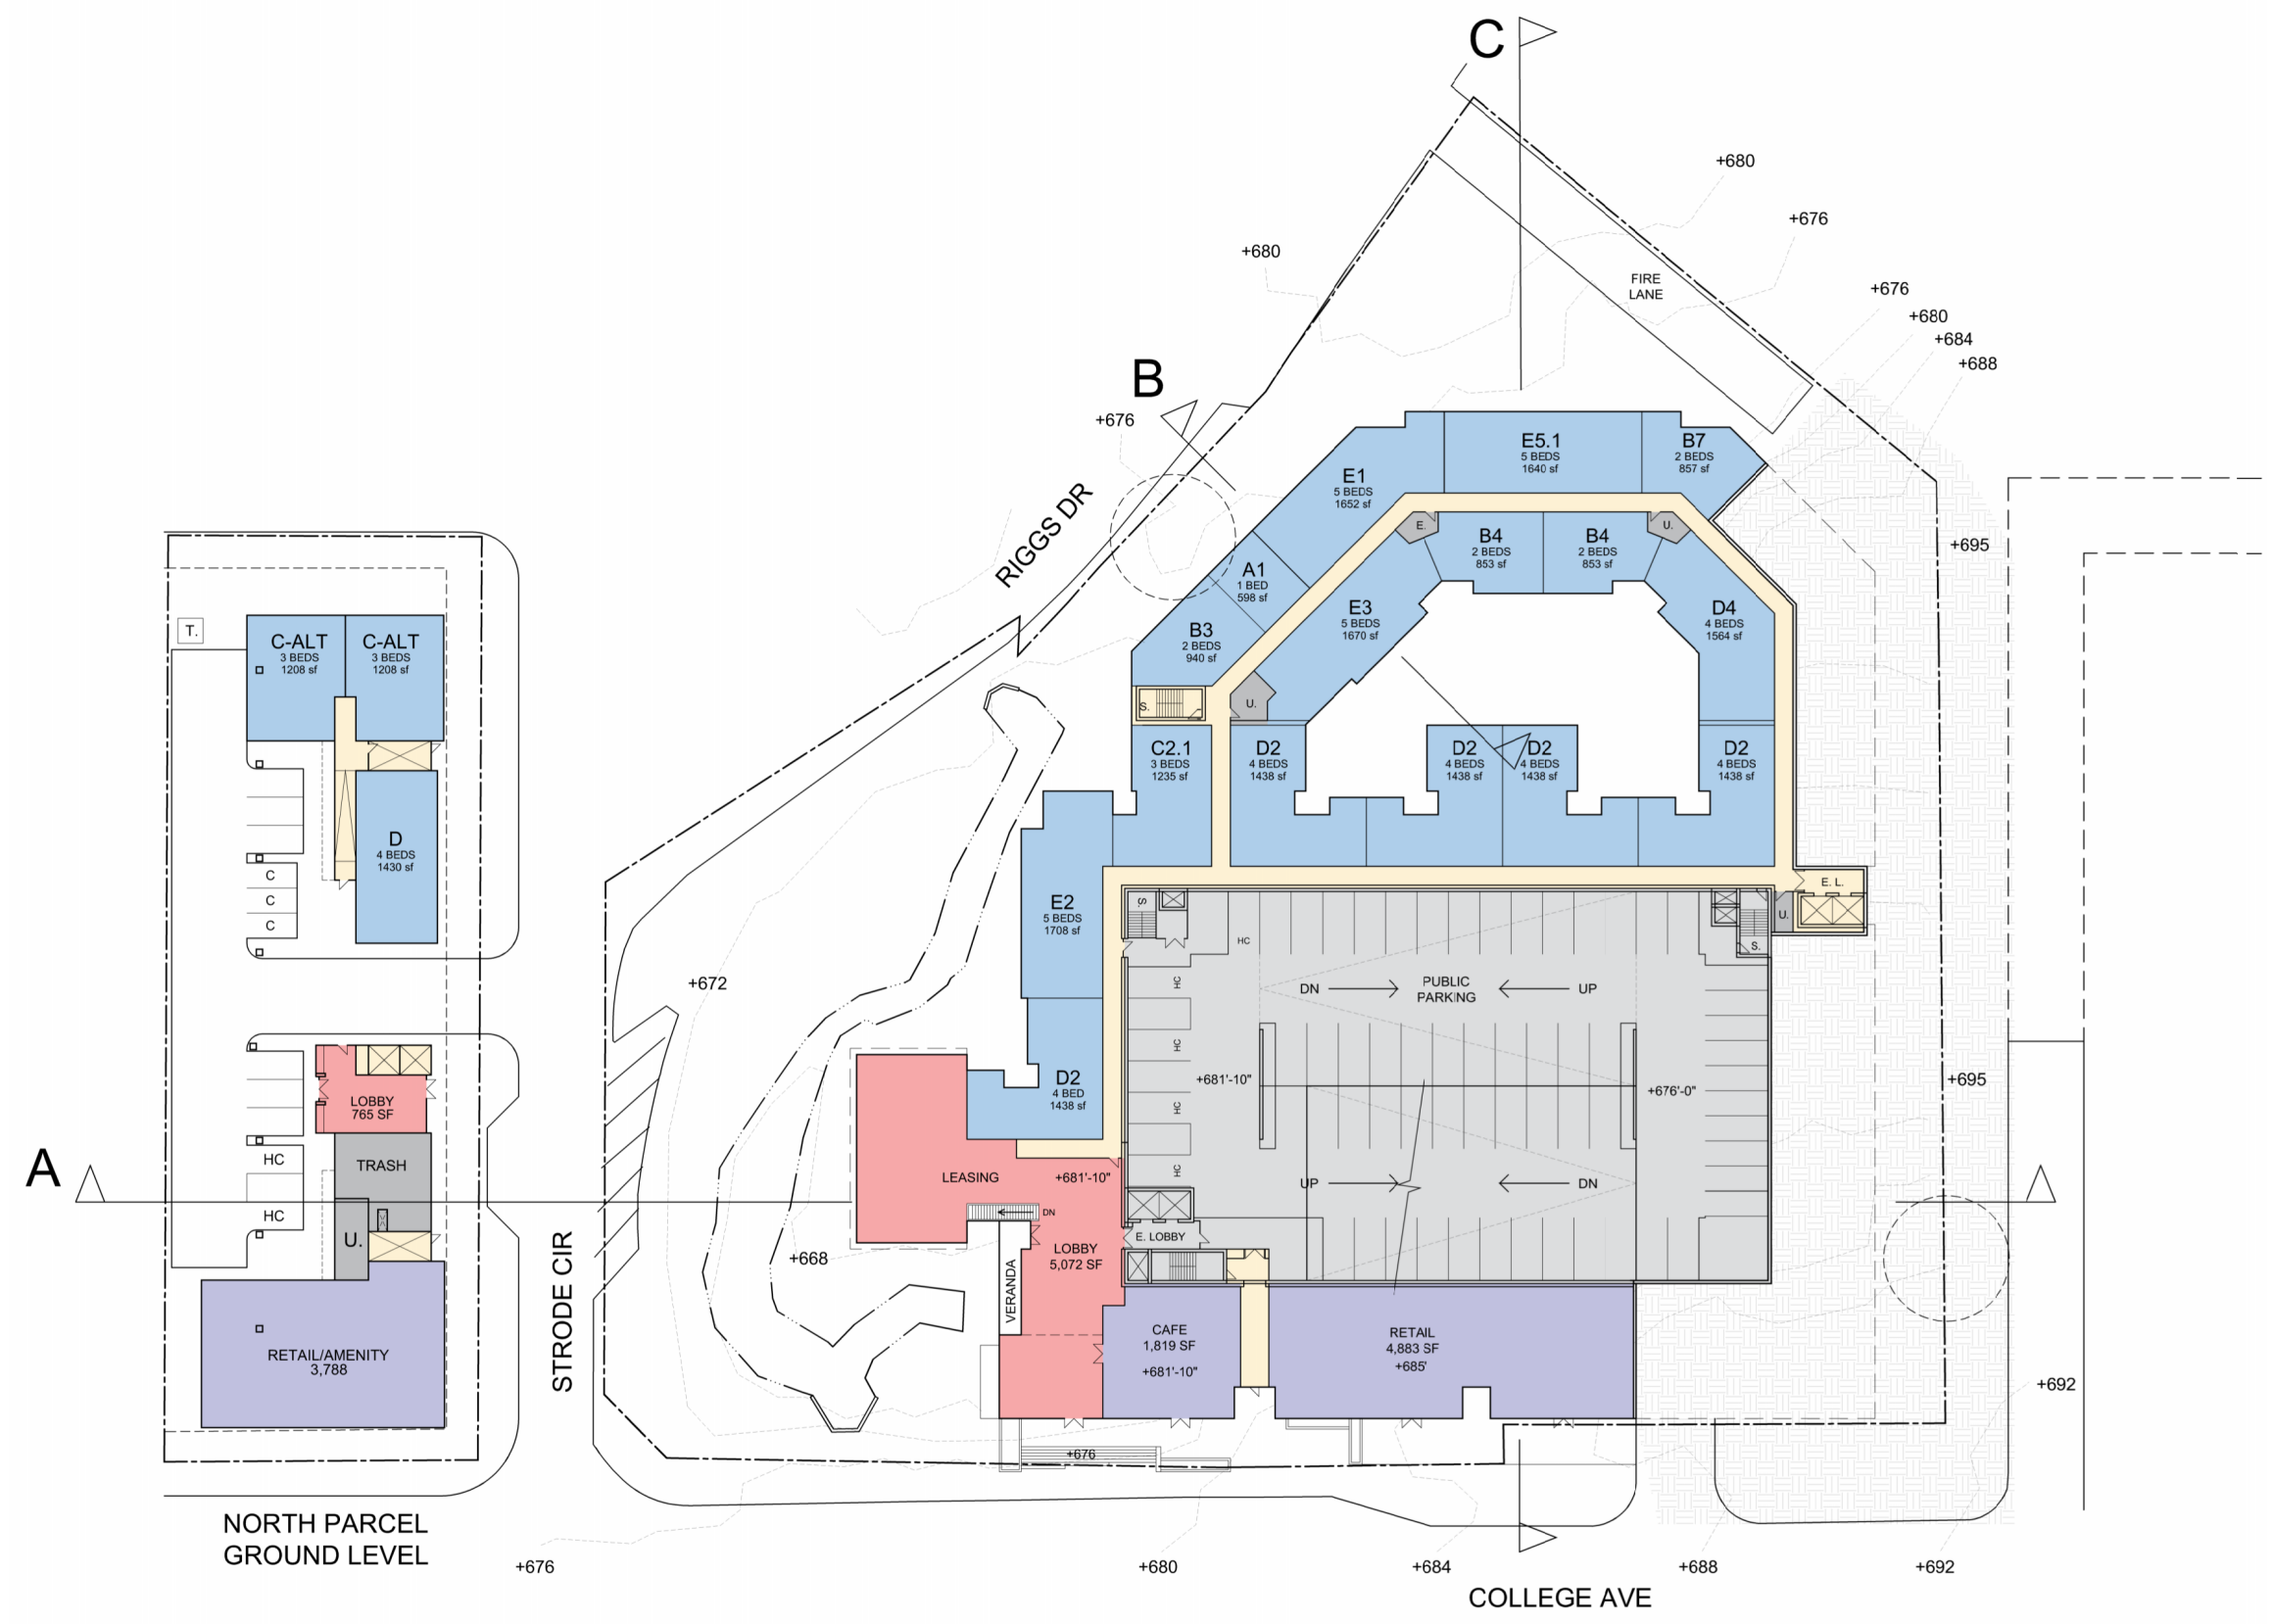 C
+680
+676
+680
FIRE
LANE
+676
+680
+684
+688
B
+676
RIGGS DR
E5.1
5 BEDS
1640 sf
B7
2 BEDS
857 sf
E1
5 BEDS
1652 sf
E.
U.
B4
2 BEDS
853 sf
B4
2 BEDS
853 sf
+695
A1
1 BED
598 sf
E3
5 BEDS
1670 sf
D4
4 BEDS
1564 sf
B3
2 BEDS
940 sf
S.
U.
C2.1
3 BEDS
1235 sf
D2
4 BEDS
1438 sf
D2
4 BEDS
1438 sf
D2
4 BEDS
1438 sf
D2
4 BEDS
1438 sf
T.
C-ALT
3 BEDS
1208 sf
C-ALT
3 BEDS
1208 sf
D
4 BEDS
1430 sf
C
C
C
E2
5 BEDS
1708 sf
S.
HC
E. L.
U.
S.
+672
HC
DN
PUBLIC
PARKING
UP
HC
+681'-10"
+676'-0"
+695
HC
D2
4 BED
1438 sf
LOBBY
765 SF
TRASH
HC
HC
U.
A
HC
LEASING
+681'-10"
UP
DN
DN
E. LOBBY
LOBBY
5,072 SF
VERANDA
+668
STRODE CIR
RETAIL/AMENITY
3,788
CAFE
1,819 SF
+681'-10"
RETAIL
4,883 SF
+685'
+692
+676
NORTH PARCEL
GROUND LEVEL
+676
+680
+684
+688
+692
COLLEGE AVE